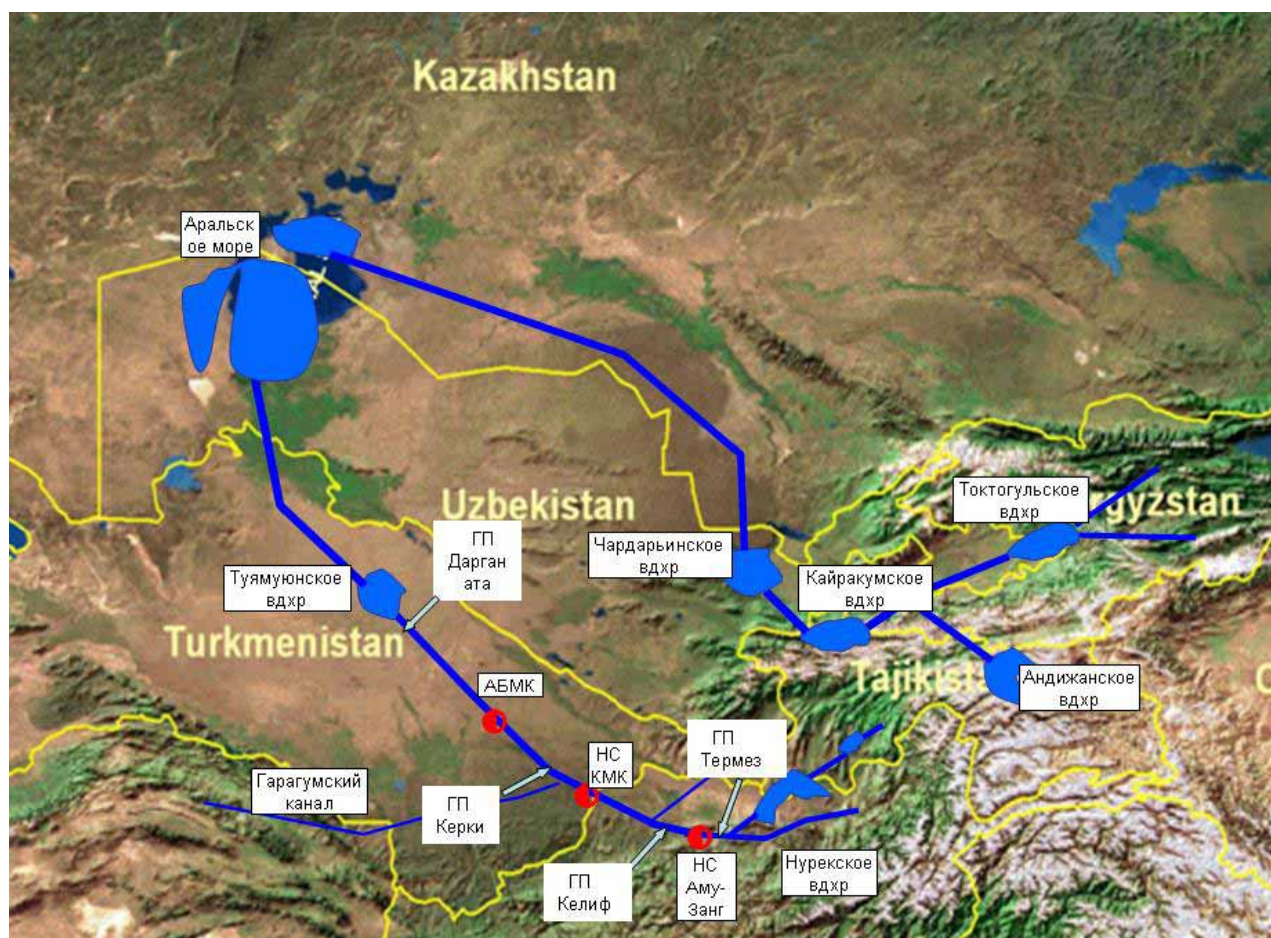 Kazakhstan
Аральск
ое море
Uzbekistan
Токтогульское
вдхр
rgyzstan
ГП
Дарган
ата
Чардарьинское
вдхр
Туямуюнское
вдхр
Кайракумское
вдхр
Turkmenistan
Tajikist
Андижанское
вдхр
C
АБМК
ГП
Термез
НС
КМК
Гарагумский
канал
ГП
Керки
НС
Аму-
Занг
Нурекское
вдхр
ГП
Келиф